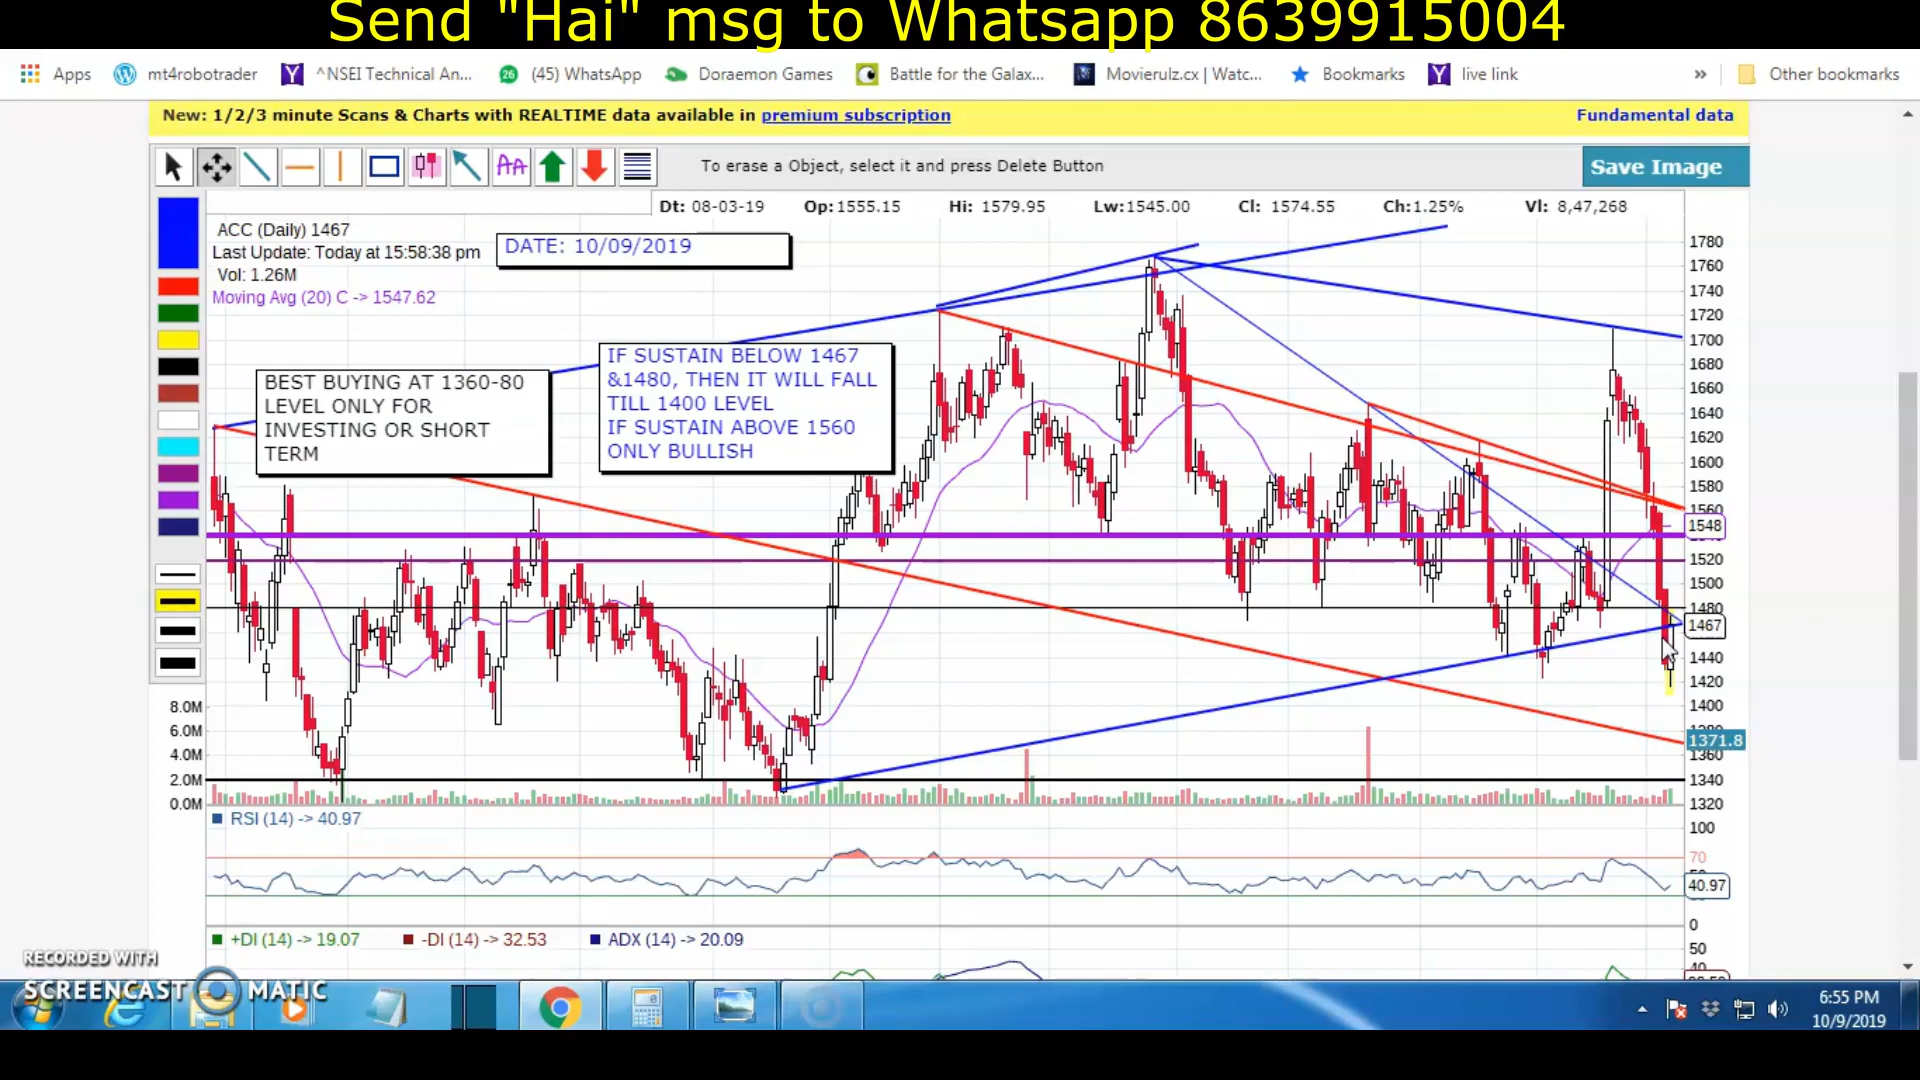 Send "Hai" msg to Whatsapp 8639915004
Apps mt4robotrader ^NSEI Technical An... (45) WhatsApp Doraemon Games Battle for the Galax... Movierulz.cx | Watc... Bookmarks live link » Other bookmarks
New: 1/2/3 minute Scans & Charts with REALTIME data available in premium subscription Fundamental data
To erase a Object, select it and press Delete Button
Save Image
Dt: 08-03-19 Op:1555.15 Hi: 1579.95 Lw:1545.00 Cl: 1574.55 Ch:1.25% Vl: 8,47,268
ACC (Daily) 1467
Last Update: Today at 15:58:38 pm
Vol: 1.26M
Moving Avg (20) C -> 1547.62
DATE: 10/09/2019
BEST BUYING AT 1360-80
LEVEL ONLY FOR
INVESTING OR SHORT
TERM
IF SUSTAIN BELOW 1467
&1480, THEN IT WILL FALL
TILL 1400 LEVEL
IF SUSTAIN ABOVE 1560
ONLY BULLISH
1780
1760
1740
1720
1700
1680
1660
1640
1620
1600
1580
1560
1548
1520
1500
1480
1467
1440
1420
1400
1371.8
1360
1340
1320
8.0M
6.0M
4.0M
2.0M
0.0M
RSI (14) -> 40.97
100
70
40.97
0
+DI (14) -> 19.07 -DI (14) -> 32.53 ADX (14) -> 20.09
50
40
RECORDED WITH
SCREENCAST MATIC
6:55 PM
10/9/2019